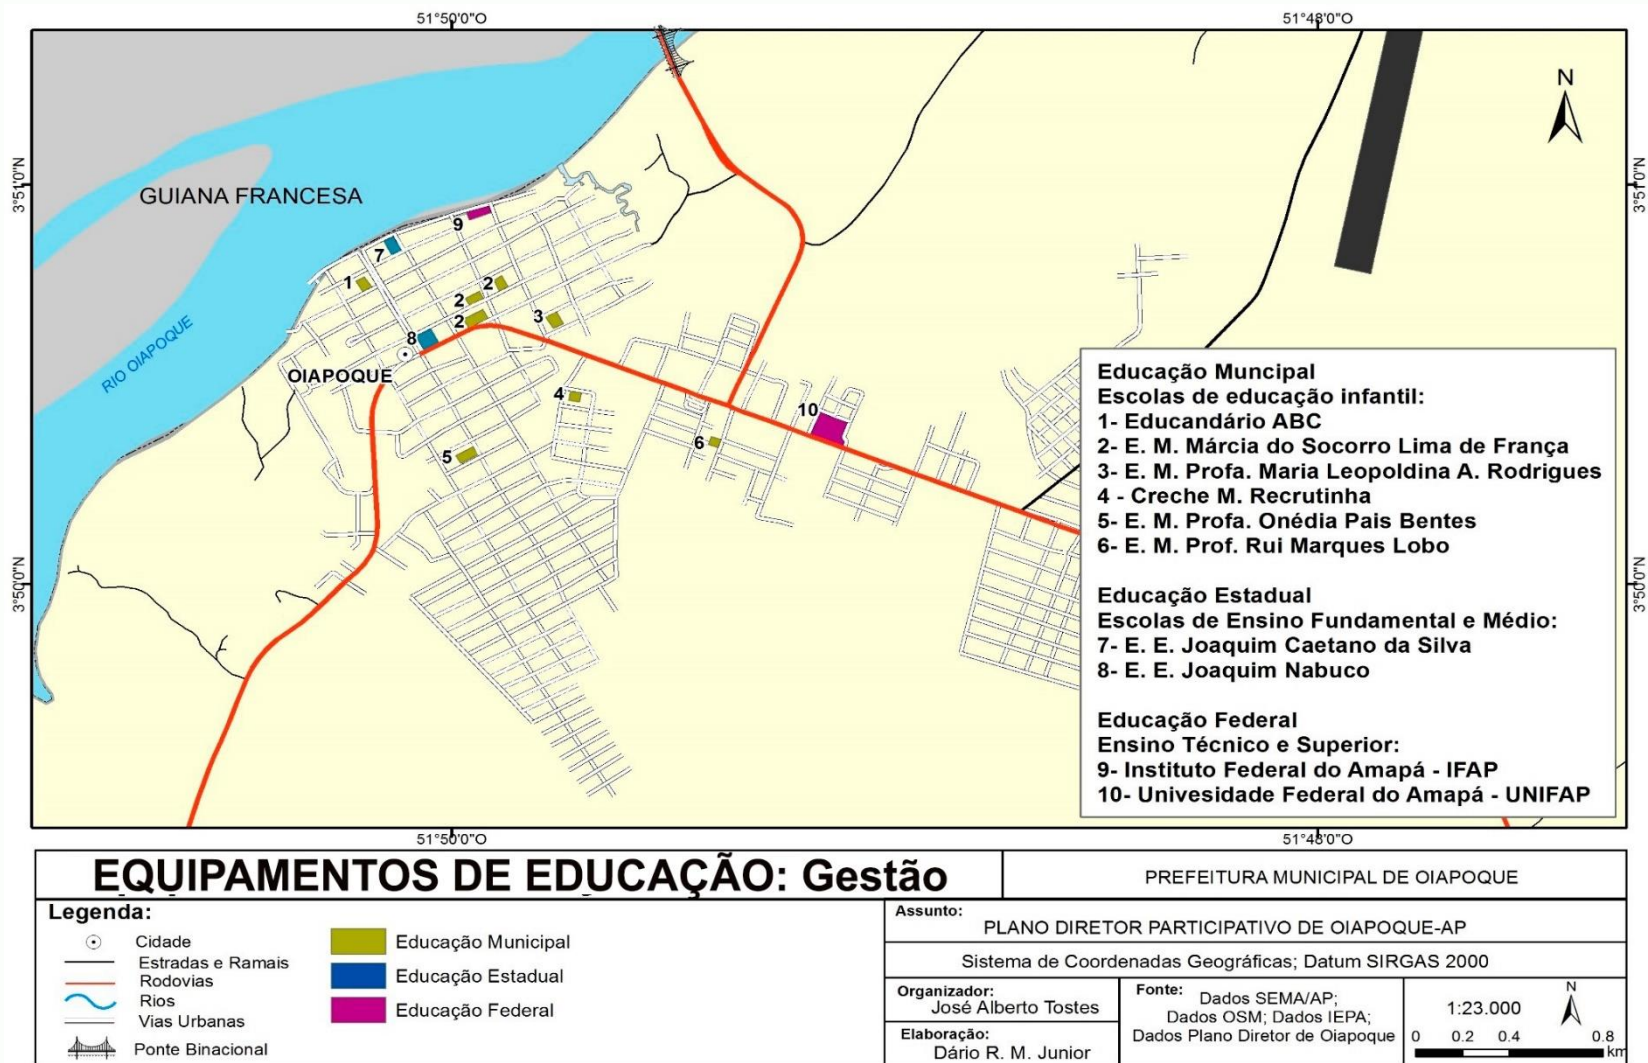 51°50'0"O
51°48'0"O
N
3°51'0"N
3°51'0"N
GUIANA FRANCESA
9
7
1
2
2
2
3
8
RIO OIAPOQUE
OIAPOQUE
4
10
6
5
3°50'0"N
3°50'0"N
Educação Muncipal
Escolas de educação infantil:
1- Educandário ABC
2- E. M. Márcia do Socorro Lima de França
3- E. M. Profa. Maria Leopoldina A. Rodrigues
4 - Creche M. Recrutinha
5- E. M. Profa. Onédia Pais Bentes
6- E. M. Prof. Rui Marques Lobo
Educação Estadual
Escolas de Ensino Fundamental e Médio:
7- E. E. Joaquim Caetano da Silva
8- E. E. Joaquim Nabuco
Educação Federal
Ensino Técnico e Superior:
9- Instituto Federal do Amapá - IFAP
10- Univesidade Federal do Amapá - UNIFAP
51°50'0"O
51°48'0"O
EQUIPAMENTOS DE EDUCAÇÃO: Gestão
PREFEITURA MUNICIPAL DE OIAPOQUE
Legenda:
Cidade
Estradas e Ramais
Rodovias
Rios
Vias Urbanas
Ponte Binacional
Educação Municipal
Educação Estadual
Educação Federal
Assunto:
PLANO DIRETOR PARTICIPATIVO DE OIAPOQUE-AP
Sistema de Coordenadas Geográficas; Datum SIRGAS 2000
Organizador:
José Alberto Tostes
Elaboração:
Dário R. M. Junior
Fonte: Dados SEMA/AP;
Dados OSM; Dados IEPA;
Dados Plano Diretor de Oiapoque
1:23.000
N
0 0.2 0.4 0.8
km